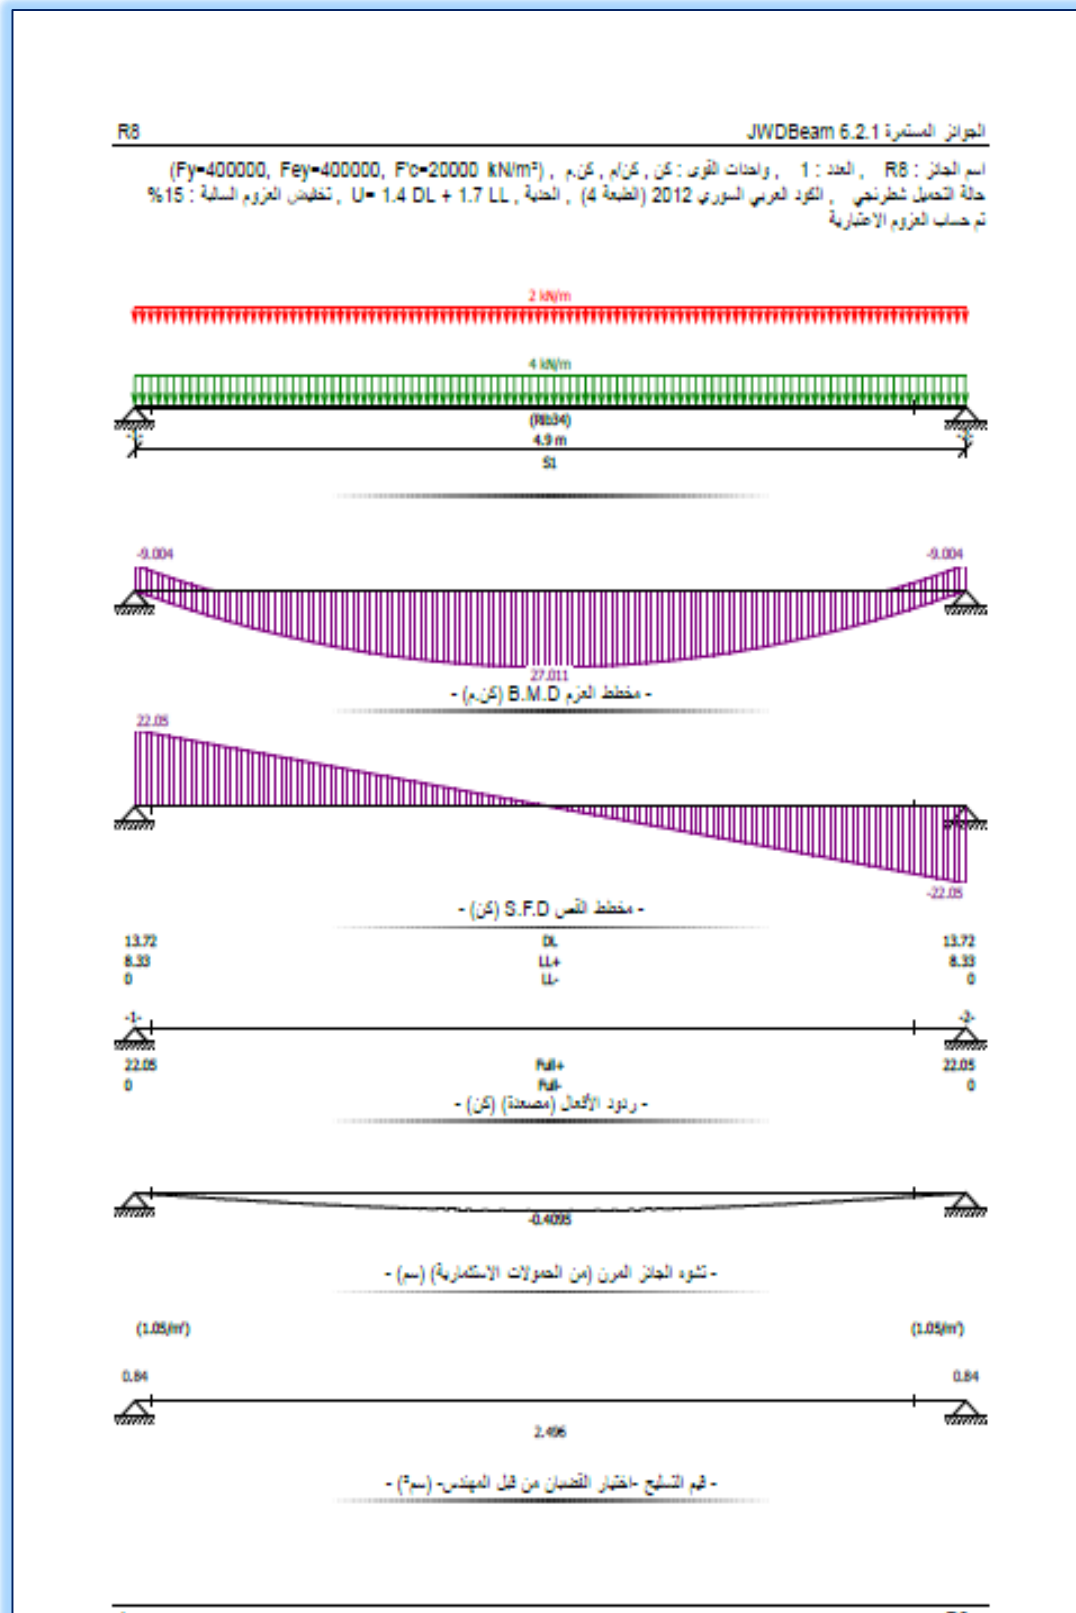 R8 الجوائز المستمرة JWDBeam 6.2.1
اسم الجائز : R8 , العدد : 1 , واحدات القوى : كن , كن/م , كن.م , (Fy=400000, Fey=400000, F'c=20000 kN/m²)
حالة التحميل شطرنجي , الكود العربي السوري 2012 (الطبعة 4) , الحدية , U= 1.4 DL + 1.7 LL , تخفيض العزوم السالبة : 15%
تم حساب العزوم الاعتبارية
2 kN/m
4 kN/m
(Rib34)
4.9 m
S1
-9.004 -9.004
27.011
- مخطط العزم B.M.D (كن.م) -
22.05
-22.05
- مخطط القص S.F.D (كن) -
13.72 DL 13.72
8.33 LL+ 8.33
0 LL- 0
-1- -2-
22.05 Full+ 22.05
0 Full- 0
- ردود الأفعال (مصعدة) (كن) -
-0.4095
- تشوه الجائز المرن (من الحمولات الاستثمارية) (سم) -
(1.05/m') (1.05/m')
0.84 0.84
2.496
- قيم التسليح -اختيار القضبان من قبل المهندس- (سم²) -